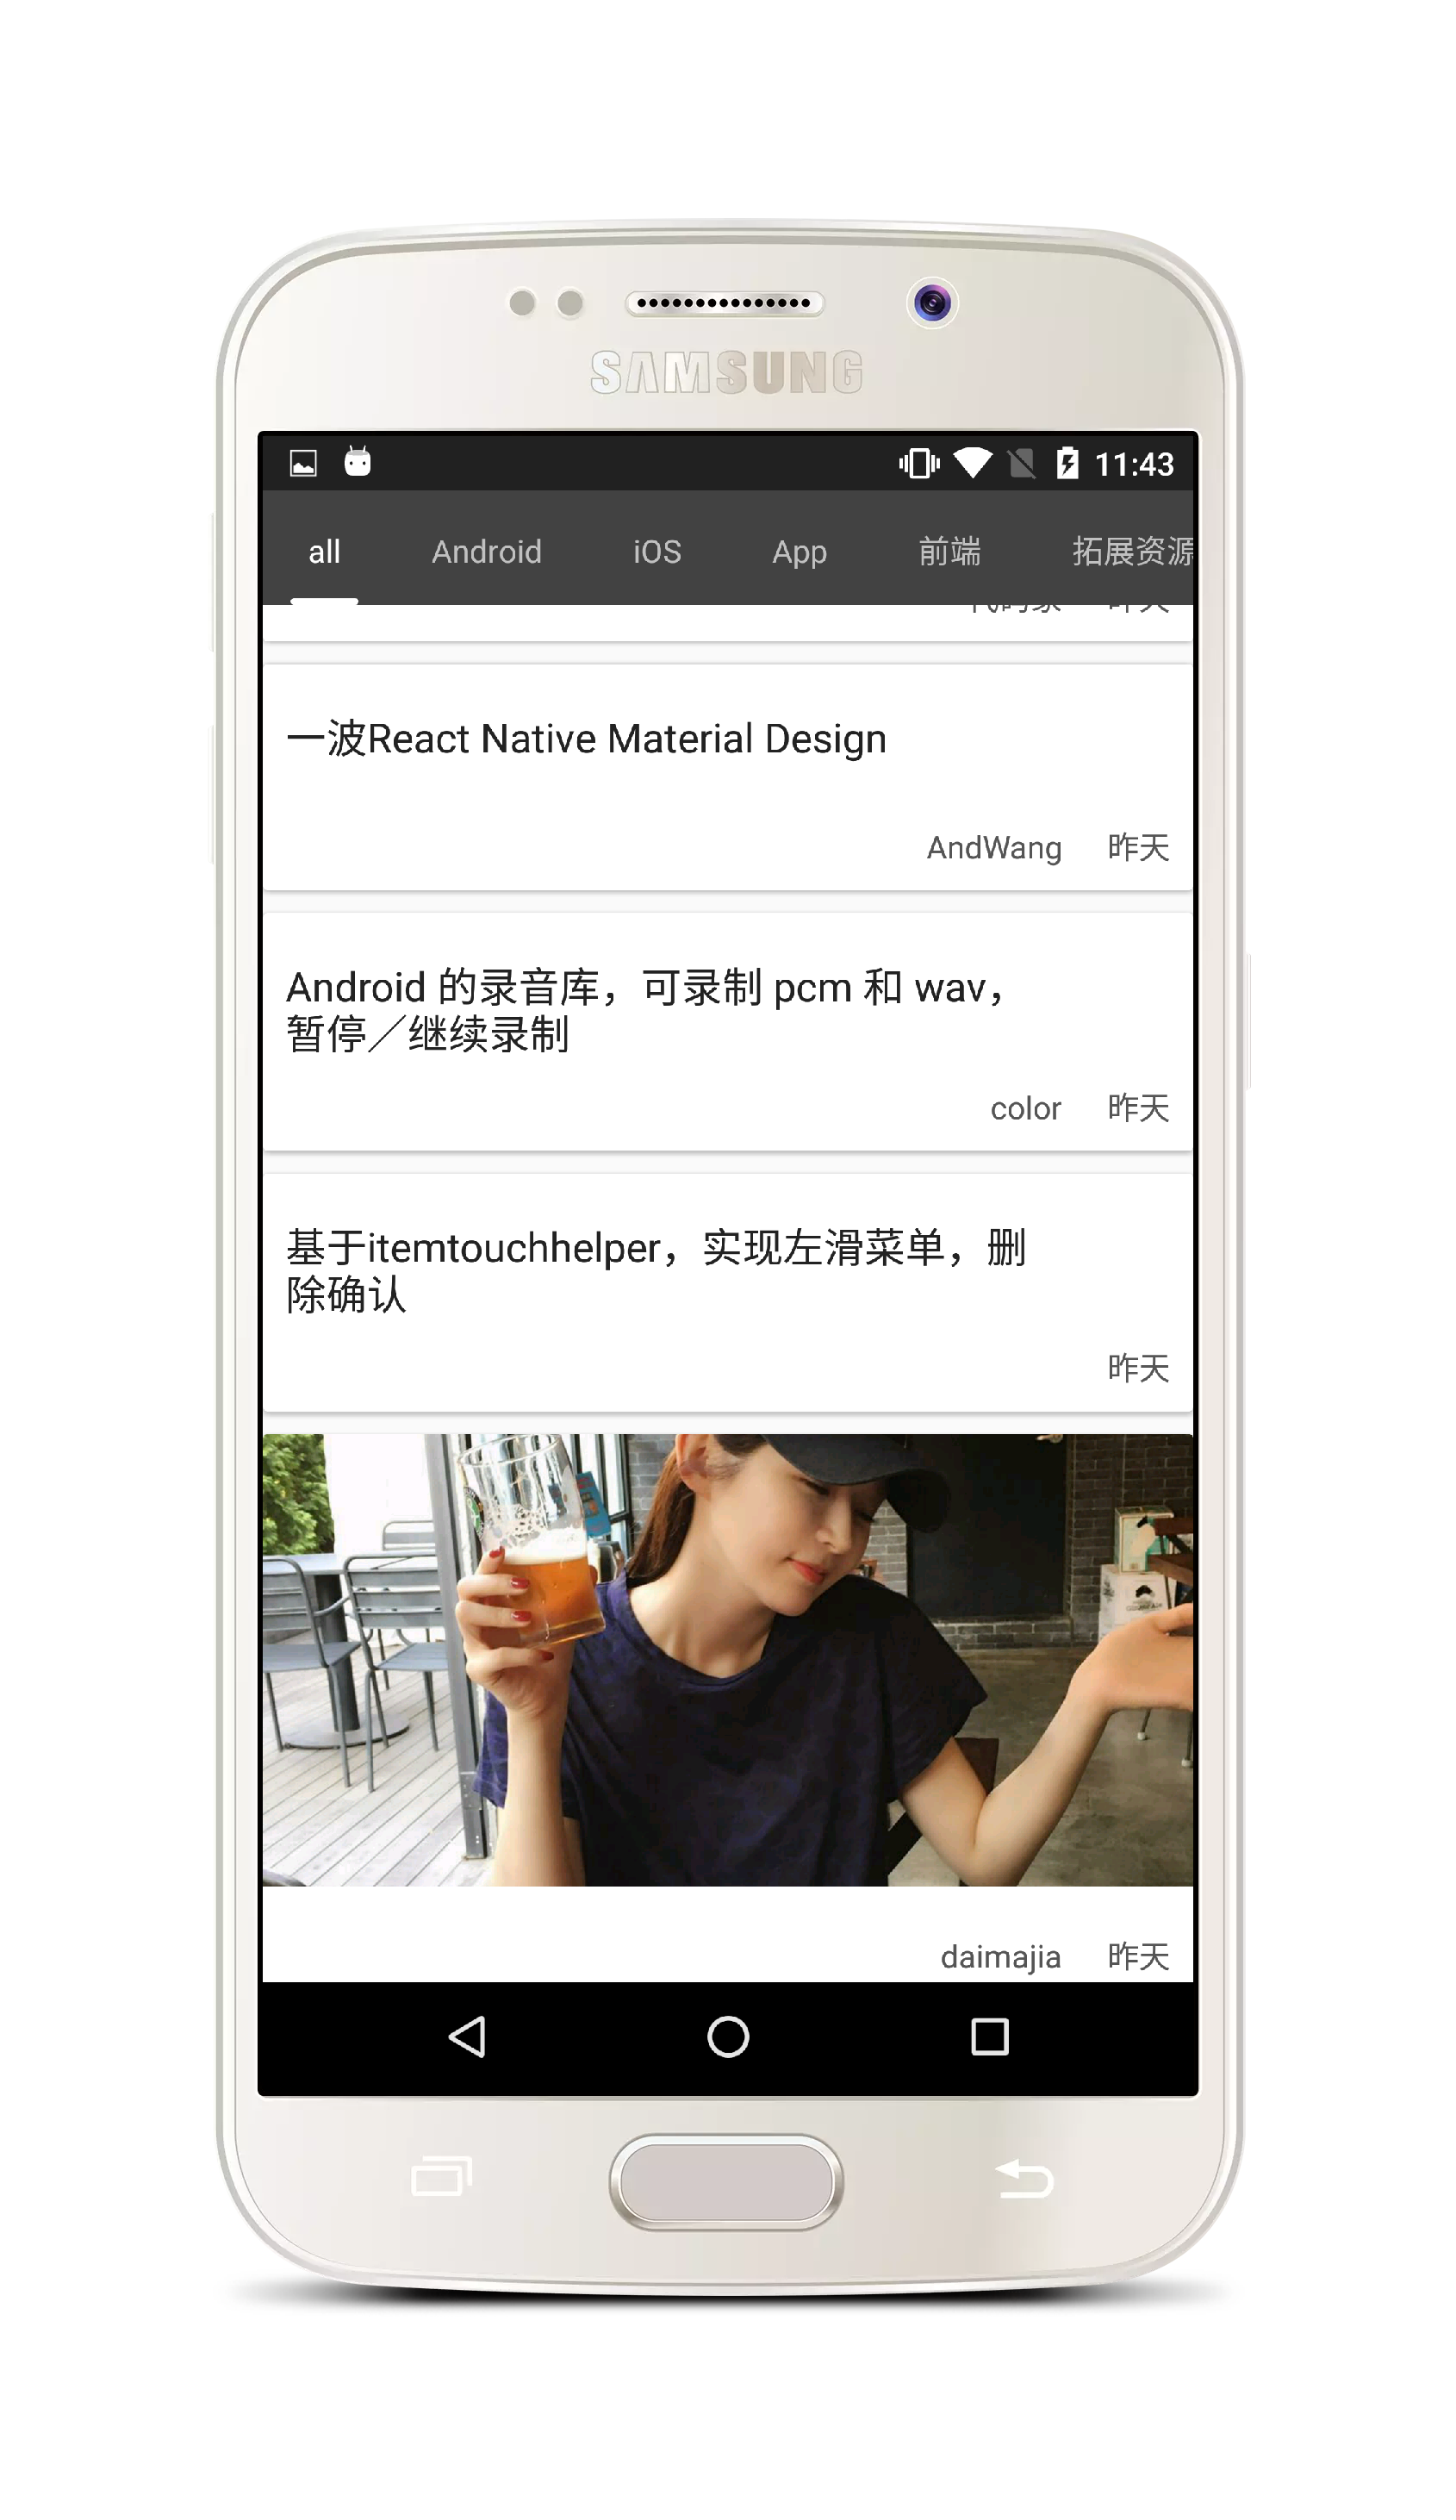 SAMSUNG
11:43
all Android iOS App 前端 拓展资源
一波React Native Material Design
AndWang 昨天
Android 的录音库，可录制 pcm 和 wav，
暂停／继续录制
color 昨天
基于itemtouchhelper，实现左滑菜单，删
除确认
昨天
daimajia 昨天